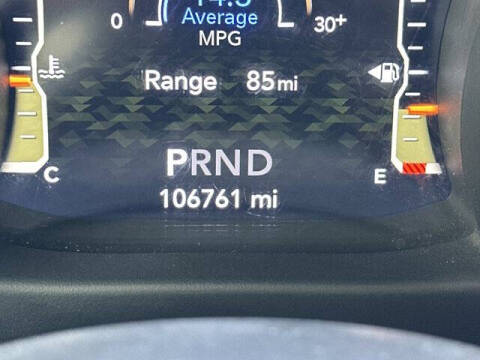 0 Average 30+
MPG
Range 85mi
PRND
C 106761 mi E